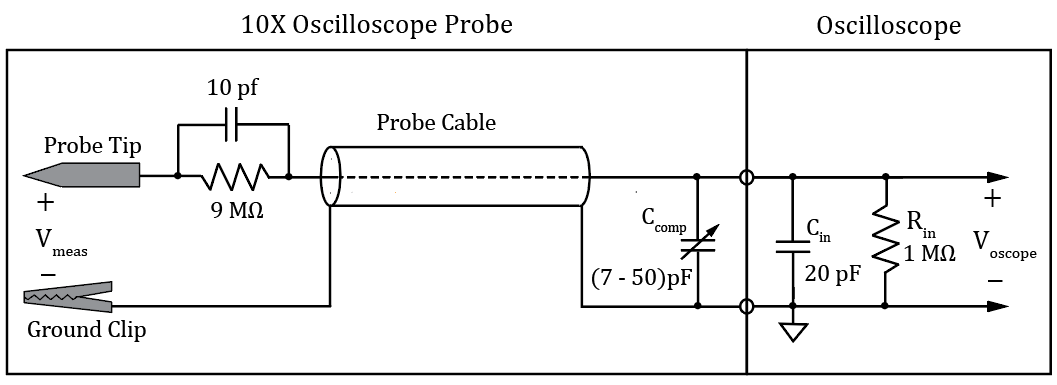 10X Oscilloscope Probe
Oscilloscope
10 pf
Probe Cable
Probe Tip
9 MΩ
+
V meas
−
Ground Clip
C comp
(7 - 50)pF
C in
20 pF
R in
1 MΩ
+
V oscope
−